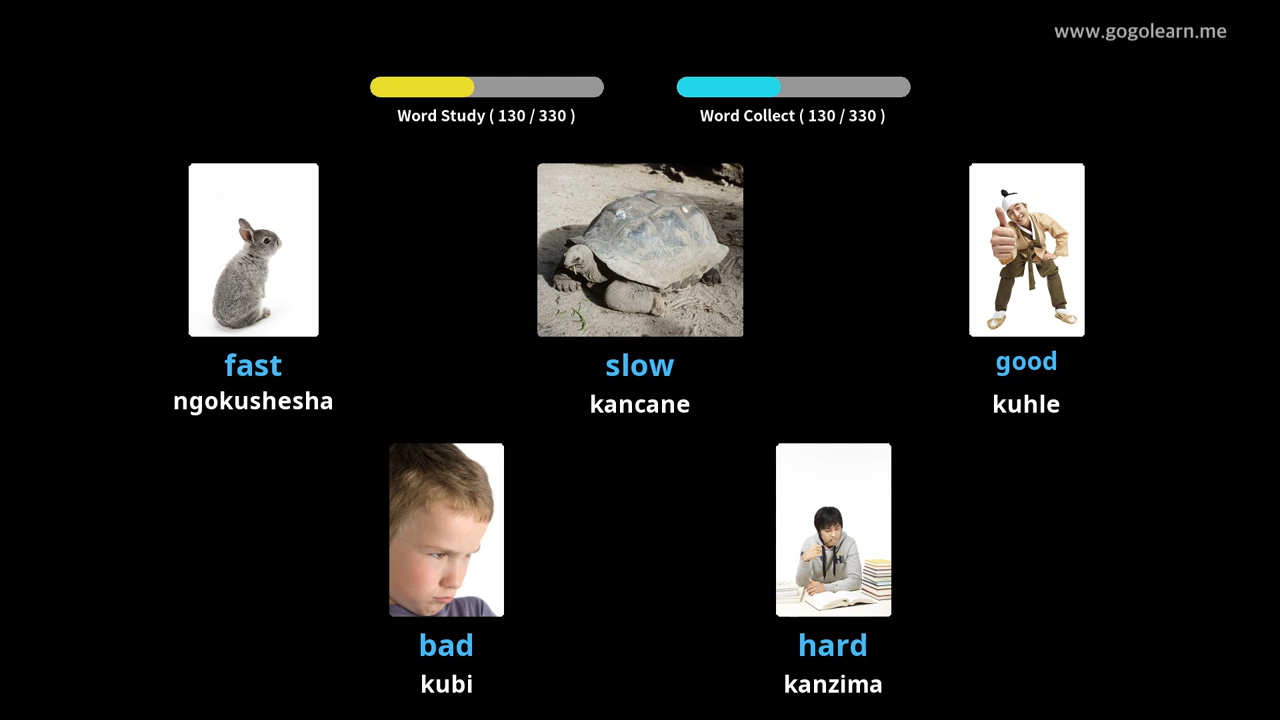 www.gogolearn.me
Word Study ( 130 / 330 )
Word Collect ( 130 / 330 )
fast
ngokushesha
slow
kancane
good
kuhle
bad
kubi
hard
kanzima